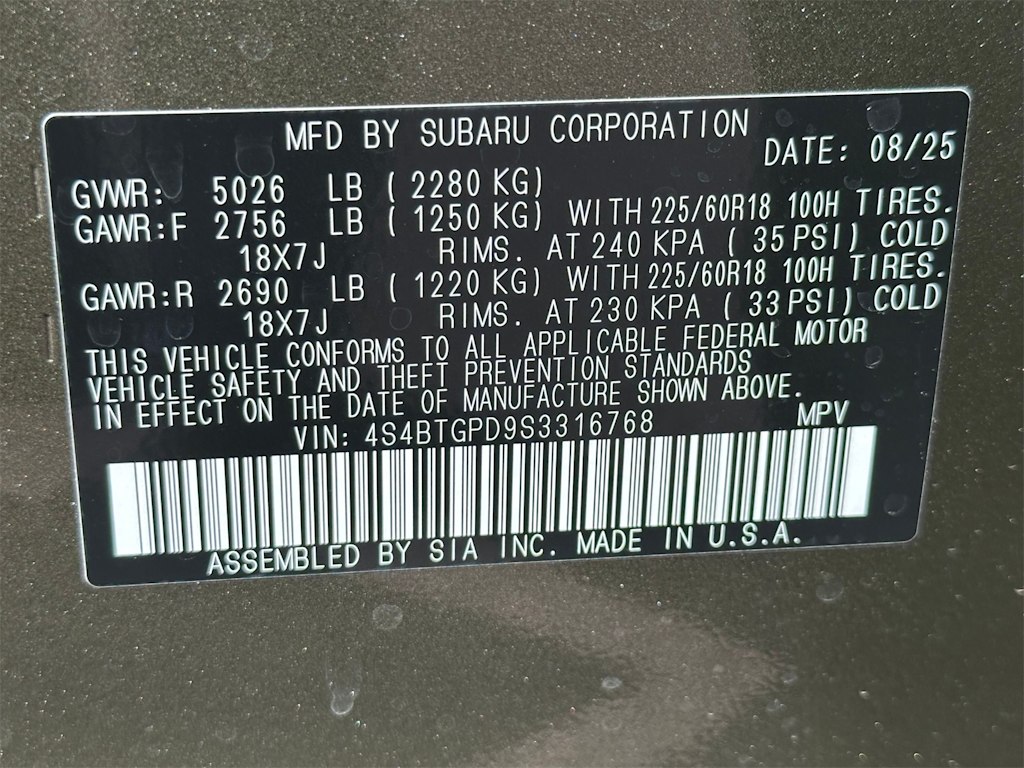 MFD BY SUBARU CORPORATION
DATE: 08/25
GVWR: 5026 LB ( 2280 KG)
GAWR:F 2756 LB ( 1250 KG) WITH 225/60R18 100H TIRES.
18X7J RIMS. AT 240 KPA ( 35 PSI) COLD
GAWR:R 2690 LB ( 1220 KG) WITH 225/60R18 100H TIRES.
18X7J RIMS. AT 230 KPA ( 33 PSI) COLD
THIS VEHICLE CONFORMS TO ALL APPLICABLE FEDERAL MOTOR
VEHICLE SAFETY AND THEFT PREVENTION STANDARDS
IN EFFECT ON THE DATE OF MANUFACTURE SHOWN ABOVE.
VIN: 4S4BTGPD9S3316768 MPV
ASSEMBLED BY SIA INC. MADE IN U.S.A.